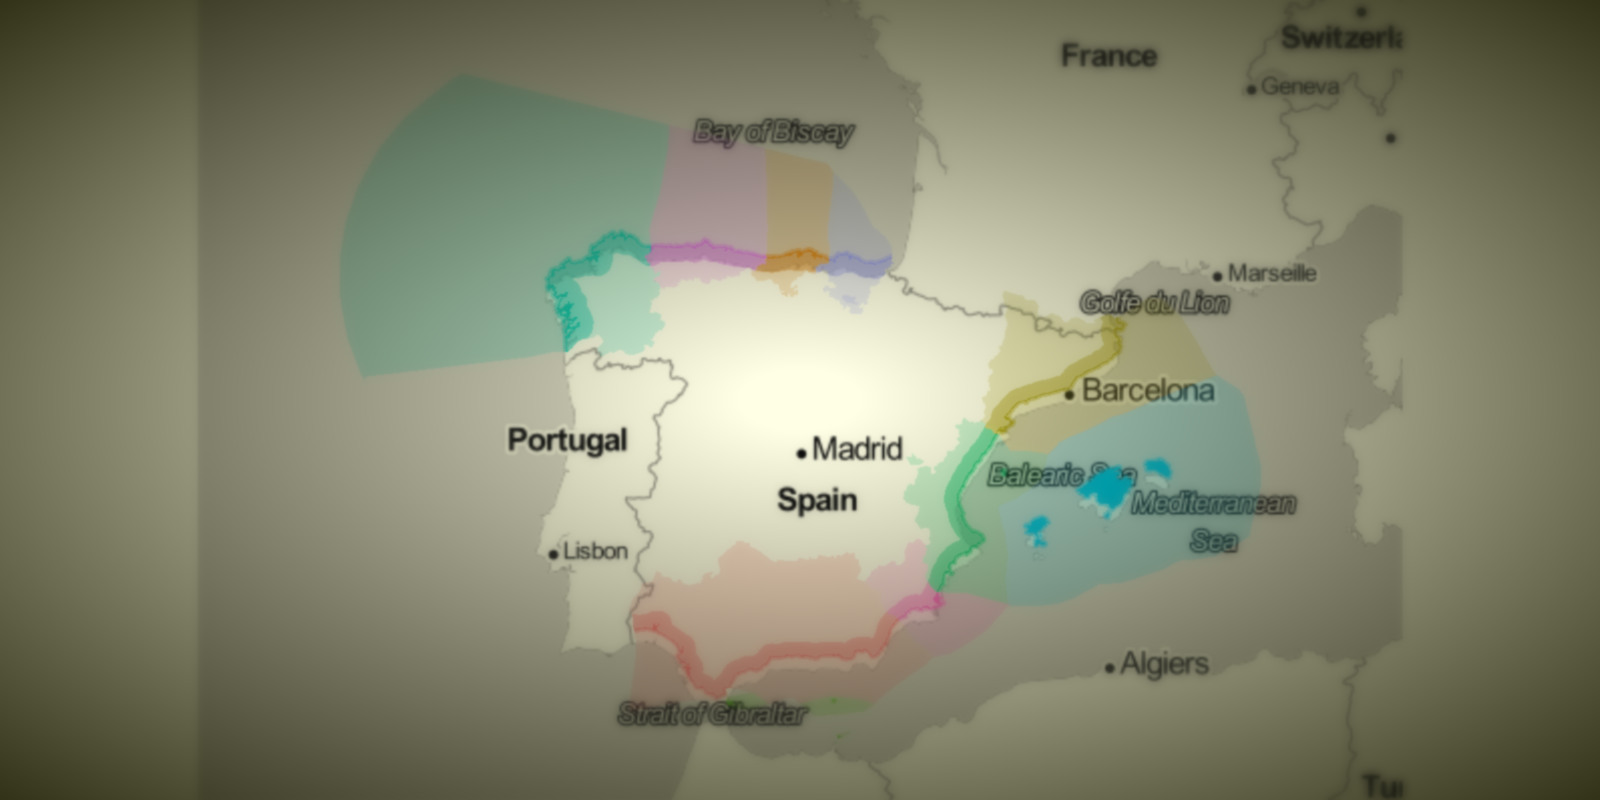 Switzerla
France
Geneva
Bay of Biscay
Marseille
Golfe du Lion
Barcelona
Portugal
Madrid
Balearic Sea
Spain
Mediterranean
Sea
Lisbon
Algiers
Strait of Gibraltar
Tu